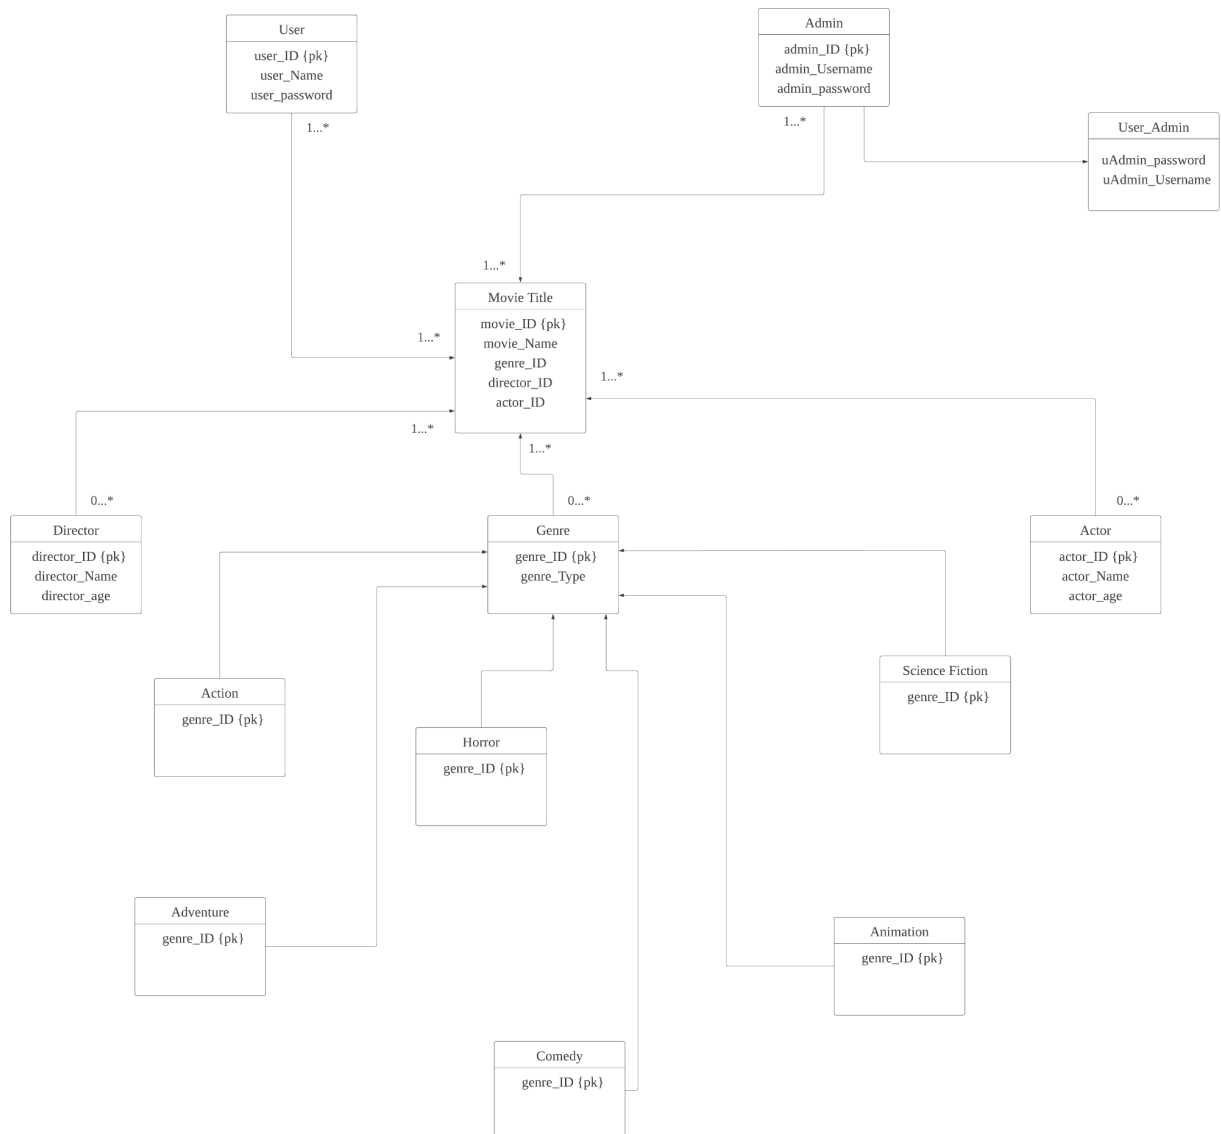 User
user_ID {pk}
user_Name
user_password
1...*
Admin
admin_ID {pk}
admin_Username
admin_password
1...*
User_Admin
uAdmin_password
uAdmin_Username
1...*
1...*
Movie Title
movie_ID {pk}
movie_Name
genre_ID
director_ID
actor_ID
1...*
1...*
1...*
0...*
0...*
0...*
Director
director_ID {pk}
director_Name
director_age
Genre
genre_ID {pk}
genre_Type
Actor
actor_ID {pk}
actor_Name
actor_age
Action
genre_ID {pk}
Horror
genre_ID {pk}
Science Fiction
genre_ID {pk}
Adventure
genre_ID {pk}
Animation
genre_ID {pk}
Comedy
genre_ID {pk}